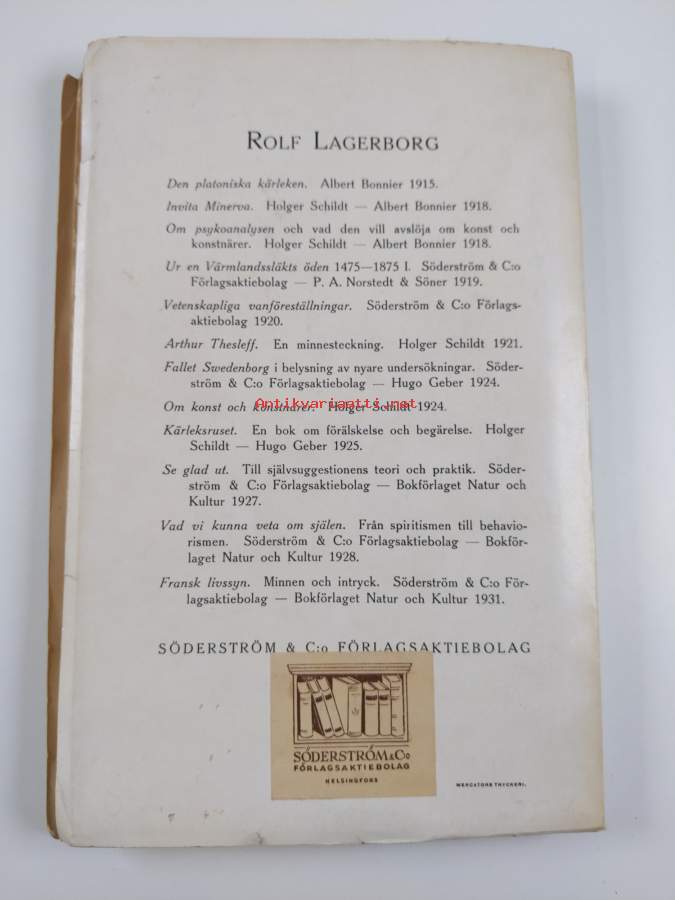 ROLF LAGERBORG
Den platoniska kärleken. Albert Bonnier 1915.
Invita Minerva. Holger Schildt — Albert Bonnier 1918.
Om psykoanalysen och vad den vill avslöja om konst och
konstnärer. Holger Schildt — Albert Bonnier 1918.
Ur en Värmlandssläkts öden 1475—1875 I. Söderström & C:o
Förlagsaktiebolag — P. A. Norstedt & Söner 1919.
Vetenskapliga vanföreställningar. Söderström & C:o Förlags-
aktiebolag 1920.
Arthur Thesleff. En minnesteckning. Holger Schildt 1921.
Fallet Swedenborg i belysning av nyare undersökningar. Söder-
ström & C:o Förlagsaktiebolag — Hugo Geber 1924.
Antikvariaatti.net
Om konst och konstnärer. Holger Schildt 1924.
Kärleksruset. En bok om förälskelse och begärelse. Holger
Schildt — Hugo Geber 1925.
Se glad ut. Till självsuggestionens teori och praktik. Söder-
ström & C:o Förlagsaktiebolag — Bokförlaget Natur och
Kultur 1927.
Vad vi kunna veta om själen. Från spiritismen till behavio-
rismen. Söderström & C:o Förlagsaktiebolag — Bokför-
laget Natur och Kultur 1928.
Fransk livssyn. Minnen och intryck. Söderström & C:o För-
lagsaktiebolag — Bokförlaget Natur och Kultur 1931.
SÖDERSTRÖM & C:o FÖRLAGSAKTIEBOLAG
SÖDERSTRÖM & Co
FÖRLAGSAKTIEBOLAG
HELSINGFORS
MERCATORS TRYCKERI.